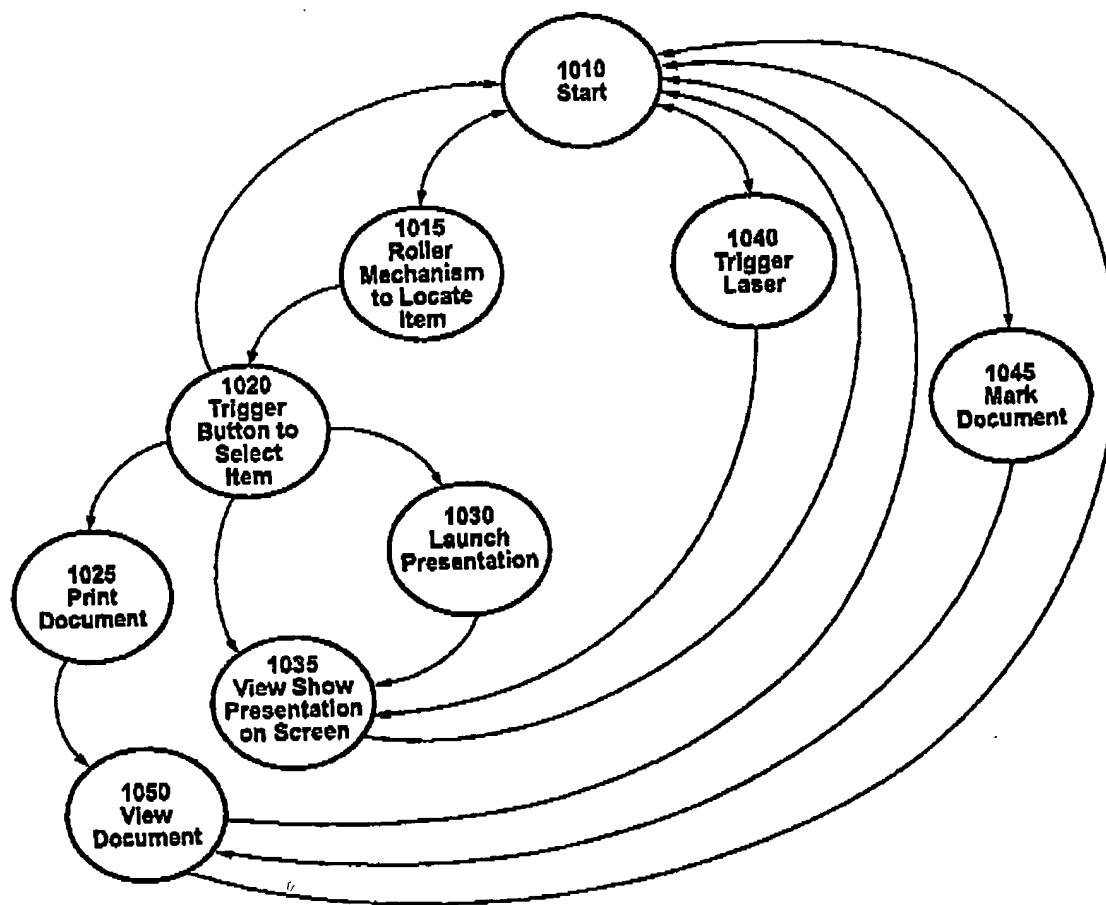 1010
Start
1015
Roller
Mechanism
to Locate
Item
1040
Trigger
Laser
1020
Trigger
Button to
Select
Item
1045
Mark
Document
1030
Launch
Presentation
1025
Print
Document
1035
View Show
Presentation
on Screen
1050
View
Document